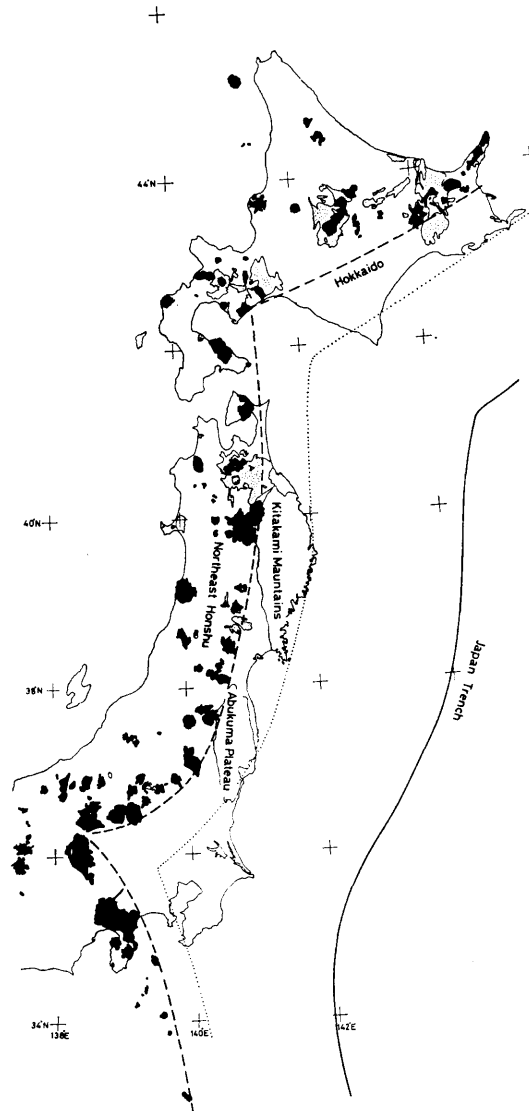 44°N
Hokkaido
40°N
Kitakami Mauntains
Northeast Honshu
Japan Trench
38°N
Abukuma Plateau
34°N
138°E
140°E
142°E